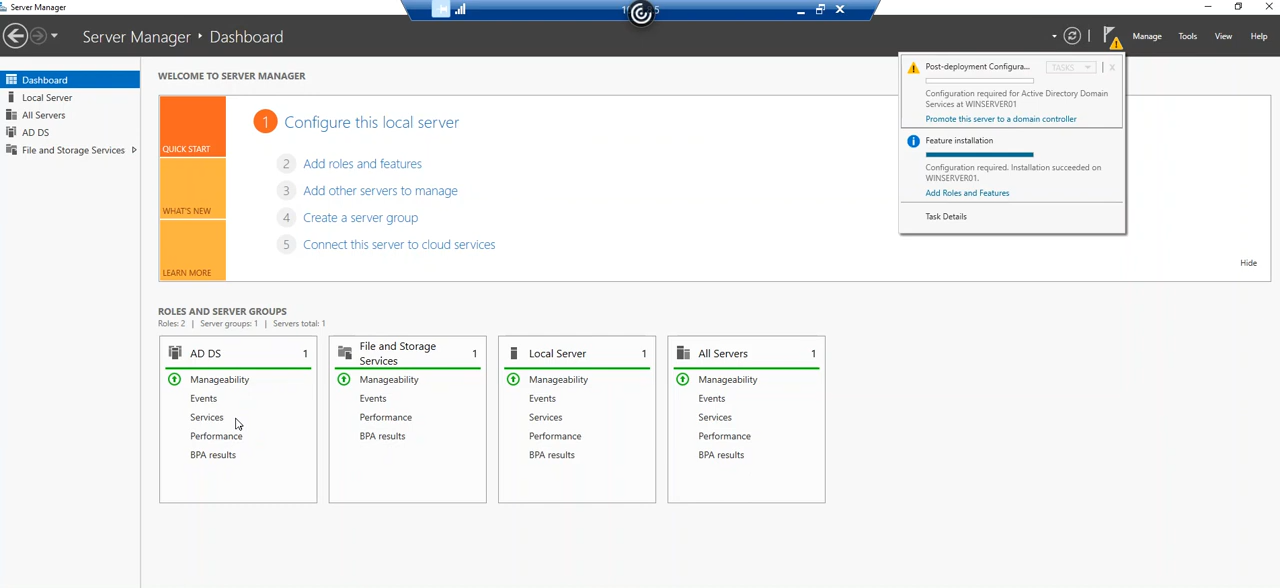 Server Manager
Server Manager ‣ Dashboard
Manage
Tools
View
Help
Dashboard
Local Server
All Servers
AD DS
File and Storage Services
WELCOME TO SERVER MANAGER
QUICK START
WHAT'S NEW
LEARN MORE
1 Configure this local server
2 Add roles and features
3 Add other servers to manage
4 Create a server group
5 Connect this server to cloud services
Hide
Post-deployment Configura...
TASKS
X
Configuration required for Active Directory Domain
Services at WINSERVER01
Promote this server to a domain controller
Feature installation
Configuration required. Installation succeeded on
WINSERVER01.
Add Roles and Features
Task Details
ROLES AND SERVER GROUPS
Roles: 2 | Server groups: 1 | Servers total: 1
AD DS 1
Manageability
Events
Services
Performance
BPA results
File and Storage
Services 1
Manageability
Events
Performance
BPA results
Local Server 1
Manageability
Events
Services
Performance
BPA results
All Servers 1
Manageability
Events
Services
Performance
BPA results